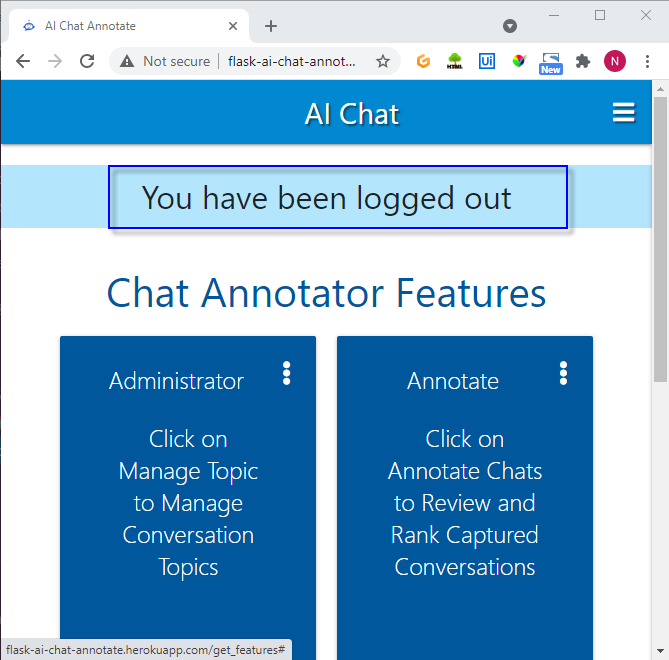 AI Chat Annotate
Not secure
flask-ai-chat-annot...
HTML
Ui
New
N
AI Chat
You have been logged out
Chat Annotator Features
Administrator
Click on
Manage Topic
to Manage
Conversation
Topics
Annotate
Click on
Annotate Chats
to Review and
Rank Captured
Conversations
flask-ai-chat-annotate.herokuapp.com/get_features#